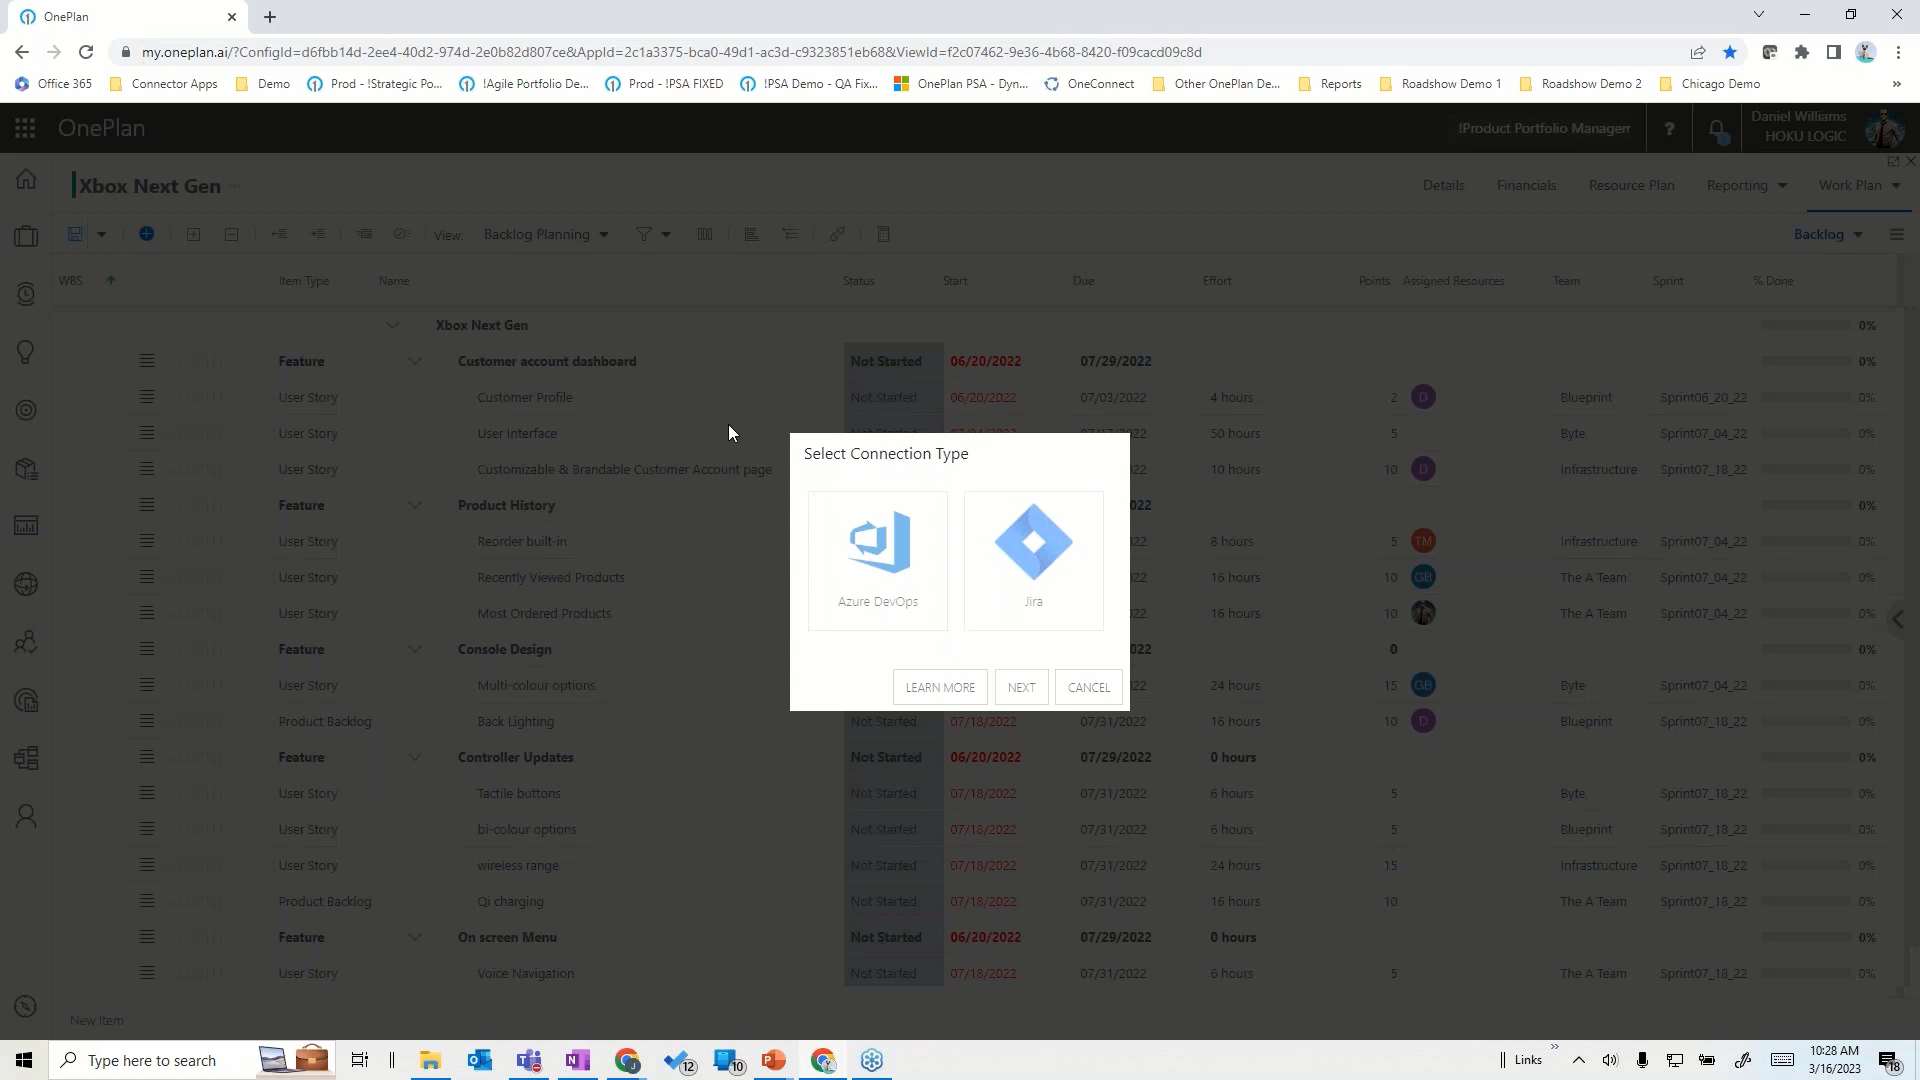 OnePlan
my.oneplan.ai/?ConfigId=d6fbb14d-2ee4-40d2-974d-2e0b82d807ce&AppId=2c1a3375-bca0-49d1-ac3d-c9323851eb68&ViewId=f2c07462-9e36-4b68-8420-f09cacd09c8d
Office 365 Connector Apps Demo Prod - !Strategic Po... !Agile Portfolio De... Prod - !PSA FIXED !PSA Demo - QA Fix... OnePlan PSA - Dyn... OneConnect Other OnePlan De... Reports Roadshow Demo 1 Roadshow Demo 2 Chicago Demo »
OnePlan !Product Portfolio Managem ? Daniel Williams
HOKU LOGIC
Xbox Next Gen Details Financials Resource Plan Reporting Work Plan
View: Backlog Planning Backlog
WBS Item Type Name Status Start Due Effort Points Assigned Resources Team Sprint % Done
Xbox Next Gen 0%
Feature Customer account dashboard Not Started 06/20/2022 07/29/2022 0%
User Story Customer Profile Not Started 06/20/2022 07/03/2022 4 hours 2 D Blueprint Sprint06_20_22 0%
User Story User Interface 50 hours 5 Byte Sprint07_04_22 0%
User Story Customizable & Brandable Customer Account page 22 10 hours 10 D Infrastructure Sprint07_18_22 0%
Feature Product History 022 0%
User Story Reorder built-in 22 8 hours 5 TM Infrastructure Sprint07_04_22 0%
User Story Recently Viewed Products 22 16 hours 10 GB The A Team Sprint07_04_22 0%
User Story Most Ordered Products 22 16 hours 10 The A Team Sprint07_04_22 0%
Feature Console Design 022 0 0%
User Story Multi-colour options 22 24 hours 15 GB Byte Sprint07_04_22 0%
Product Backlog Back Lighting Not Started 07/18/2022 07/31/2022 16 hours 10 D Blueprint Sprint07_18_22 0%
Feature Controller Updates Not Started 06/20/2022 07/29/2022 0 hours 0%
User Story Tactile buttons Not Started 07/18/2022 07/31/2022 6 hours 5 Byte Sprint07_18_22 0%
User Story bi-colour options Not Started 07/18/2022 07/31/2022 6 hours 5 Blueprint Sprint07_18_22 0%
User Story wireless range Not Started 07/18/2022 07/31/2022 24 hours 15 Infrastructure Sprint07_18_22 0%
Product Backlog Qi charging Not Started 07/18/2022 07/31/2022 16 hours 10 The A Team Sprint07_18_22 0%
Feature On screen Menu Not Started 06/20/2022 07/29/2022 0 hours 0%
User Story Voice Navigation Not Started 07/18/2022 07/31/2022 6 hours 5 The A Team Sprint07_18_22 0%
New Item
Select Connection Type
Azure DevOps Jira
LEARN MORE NEXT CANCEL
Type here to search 12 10 Links » 10:28 AM
3/16/2023 18